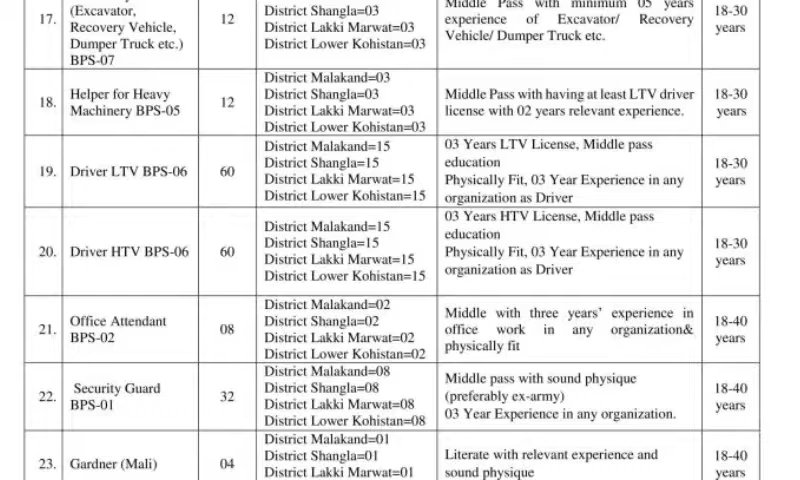 17.
(Excavator,
Recovery Vehicle,
Dumper Truck etc.)
BPS-07
12
District Shangla=03
District Lakki Marwat=03
District Lower Kohistan=03
Middle Pass with minimum 05 years
experience of Excavator/ Recovery
Vehicle/ Dumper Truck etc.
18-30
years
18.
Helper for Heavy
Machinery BPS-05
12
District Malakand=03
District Shangla=03
District Lakki Marwat=03
District Lower Kohistan=03
Middle Pass with having at least LTV driver
license with 02 years relevant experience.
18-30
years
19.
Driver LTV BPS-06
60
District Malakand=15
District Shangla=15
District Lakki Marwat=15
District Lower Kohistan=15
03 Years LTV License, Middle pass
education
Physically Fit, 03 Year Experience in any
organization as Driver
18-30
years
20.
Driver HTV BPS-06
60
District Malakand=15
District Shangla=15
District Lakki Marwat=15
District Lower Kohistan=15
03 Years HTV License, Middle pass
education
Physically Fit, 03 Year Experience in any
organization as Driver
18-30
years
21.
Office Attendant
BPS-02
08
District Malakand=02
District Shangla=02
District Lakki Marwat=02
District Lower Kohistan=02
Middle with three years’ experience in
office work in any organization&
physically fit
18-40
years
22.
Security Guard
BPS-01
32
District Malakand=08
District Shangla=08
District Lakki Marwat=08
District Lower Kohistan=08
Middle pass with sound physique
(preferably ex-army)
03 Year Experience in any organization.
18-40
years
23.
Gardner (Mali)
04
District Malakand=01
District Shangla=01
District Lakki Marwat=01
Literate with relevant experience and
sound physique
18-40
years